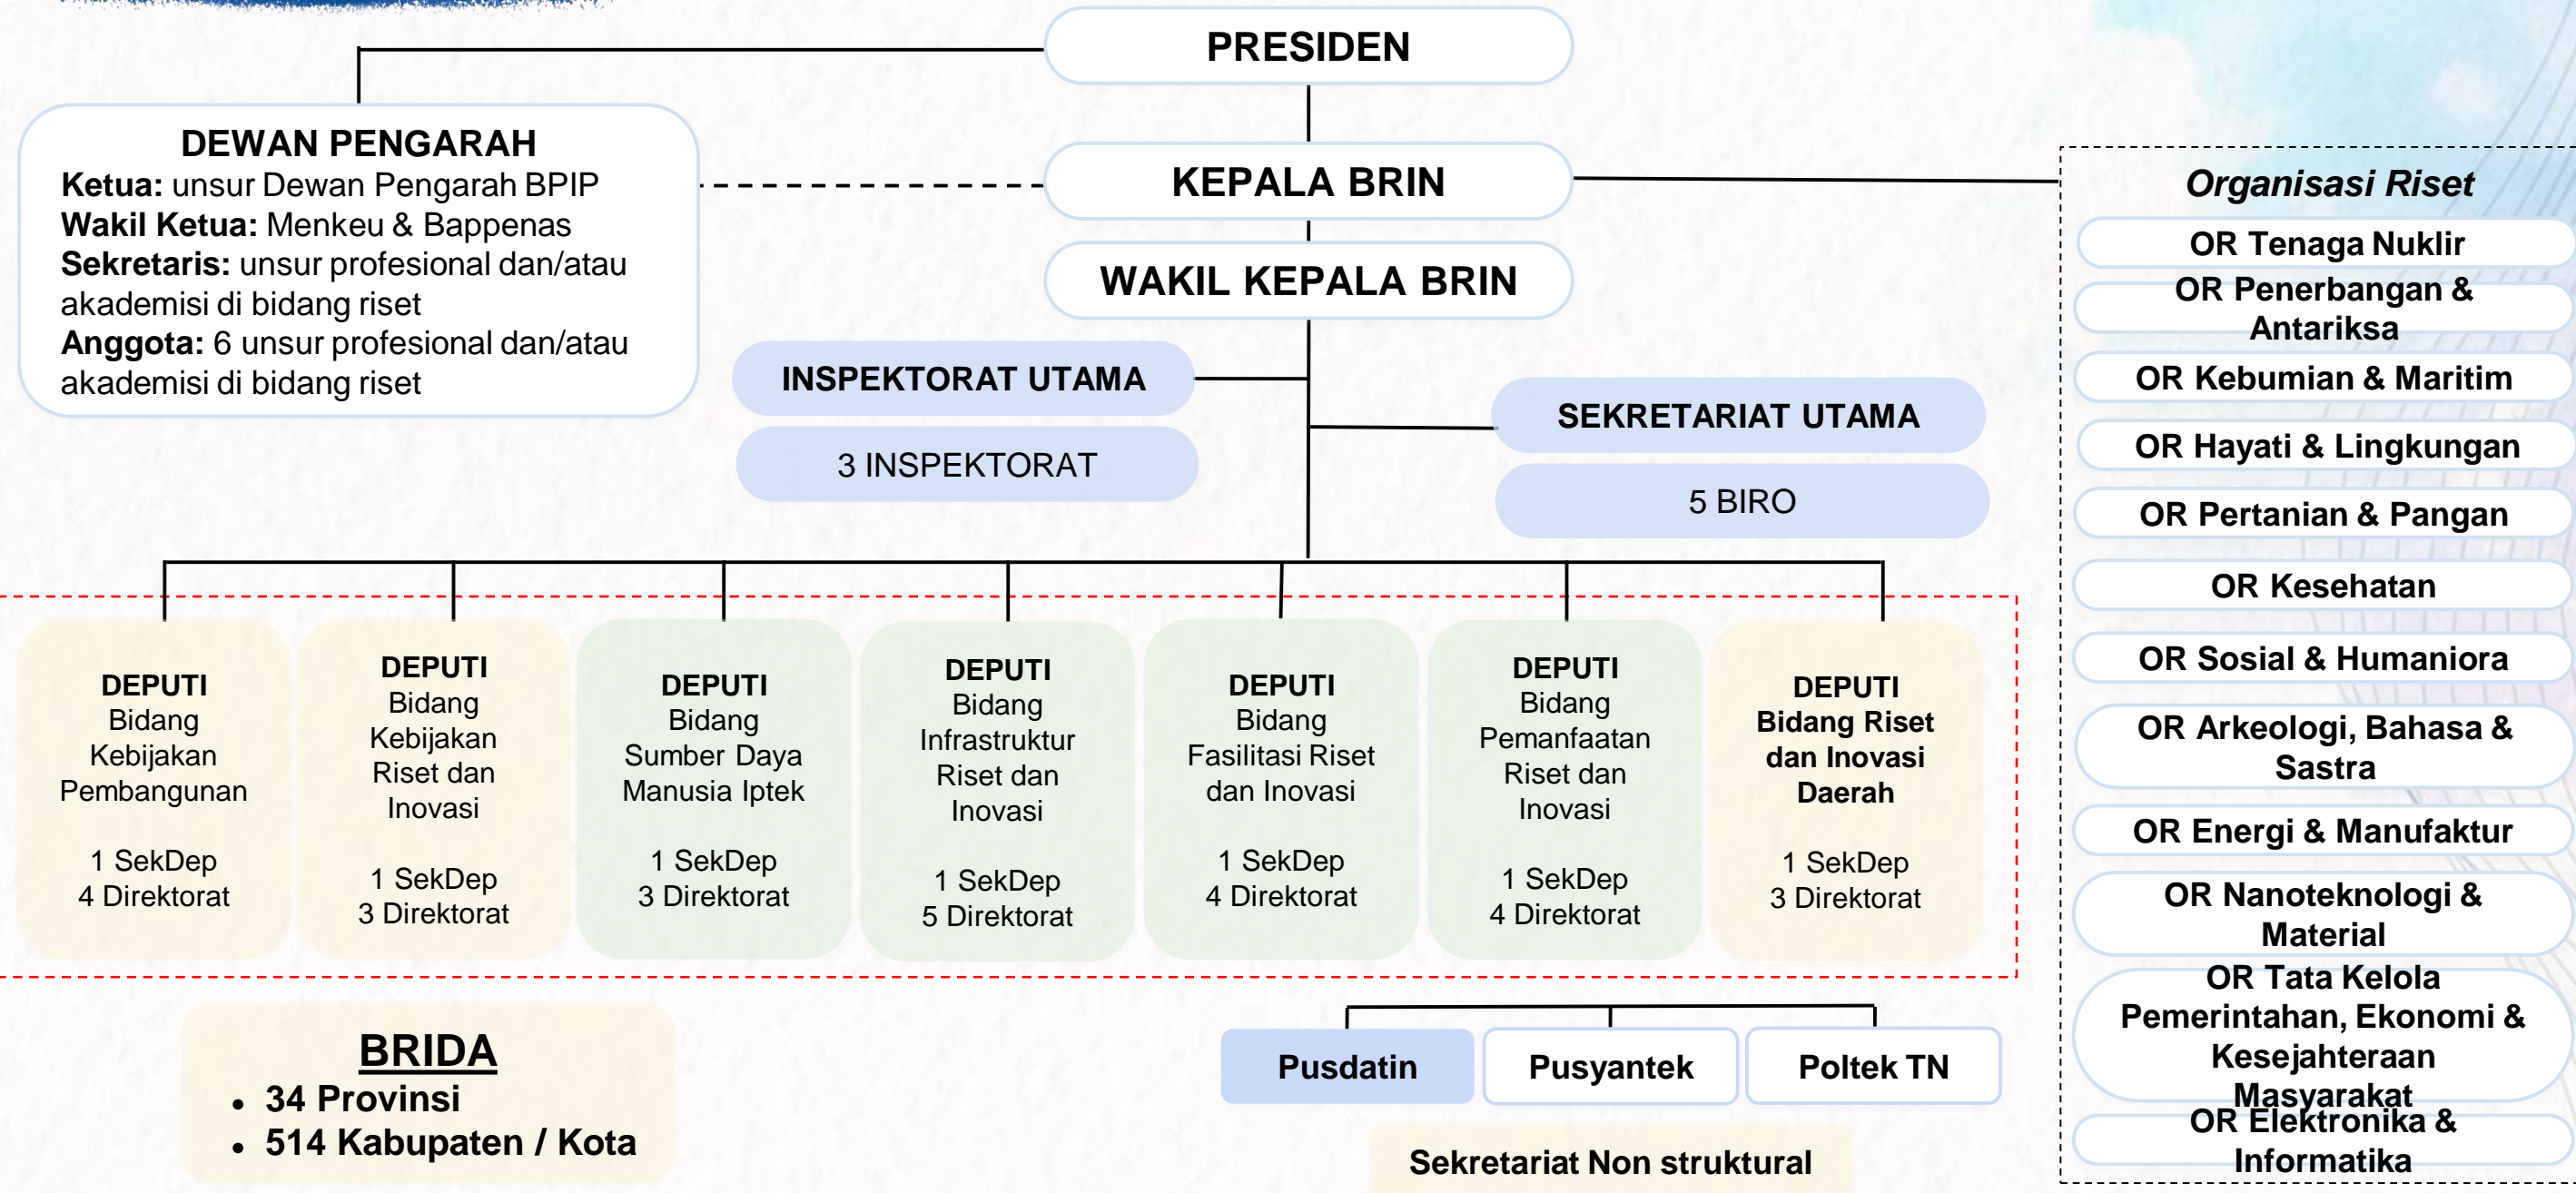 PRESIDEN
DEWAN PENGARAH
Ketua: unsur Dewan Pengarah BPIP
Wakil Ketua: Menkeu & Bappenas
Sekretaris: unsur profesional dan/atau
akademisi di bidang riset
Anggota: 6 unsur profesional dan/atau
akademisi di bidang riset
KEPALA BRIN
WAKIL KEPALA BRIN
INSPEKTORAT UTAMA
3 INSPEKTORAT
SEKRETARIAT UTAMA
5 BIRO
DEPUTI
Bidang
Kebijakan
Pembangunan
1 SekDep
4 Direktorat
DEPUTI
Bidang
Kebijakan
Riset dan
Inovasi
1 SekDep
3 Direktorat
DEPUTI
Bidang
Sumber Daya
Manusia Iptek
1 SekDep
3 Direktorat
DEPUTI
Bidang
Infrastruktur
Riset dan
Inovasi
1 SekDep
5 Direktorat
DEPUTI
Bidang
Fasilitasi Riset
dan Inovasi
1 SekDep
4 Direktorat
DEPUTI
Bidang
Pemanfaatan
Riset dan
Inovasi
1 SekDep
4 Direktorat
DEPUTI
Bidang Riset
dan Inovasi
Daerah
1 SekDep
3 Direktorat
BRIDA
• 34 Provinsi
• 514 Kabupaten / Kota
Pusdatin
Pusyantek
Poltek TN
Sekretariat Non struktural
Organisasi Riset
OR Tenaga Nuklir
OR Penerbangan &
Antariksa
OR Kebumian & Maritim
OR Hayati & Lingkungan
OR Pertanian & Pangan
OR Kesehatan
OR Sosial & Humaniora
OR Arkeologi, Bahasa &
Sastra
OR Energi & Manufaktur
OR Nanoteknologi &
Material
OR Tata Kelola
Pemerintahan, Ekonomi &
Kesejahteraan
Masyarakat
OR Elektronika &
Informatika